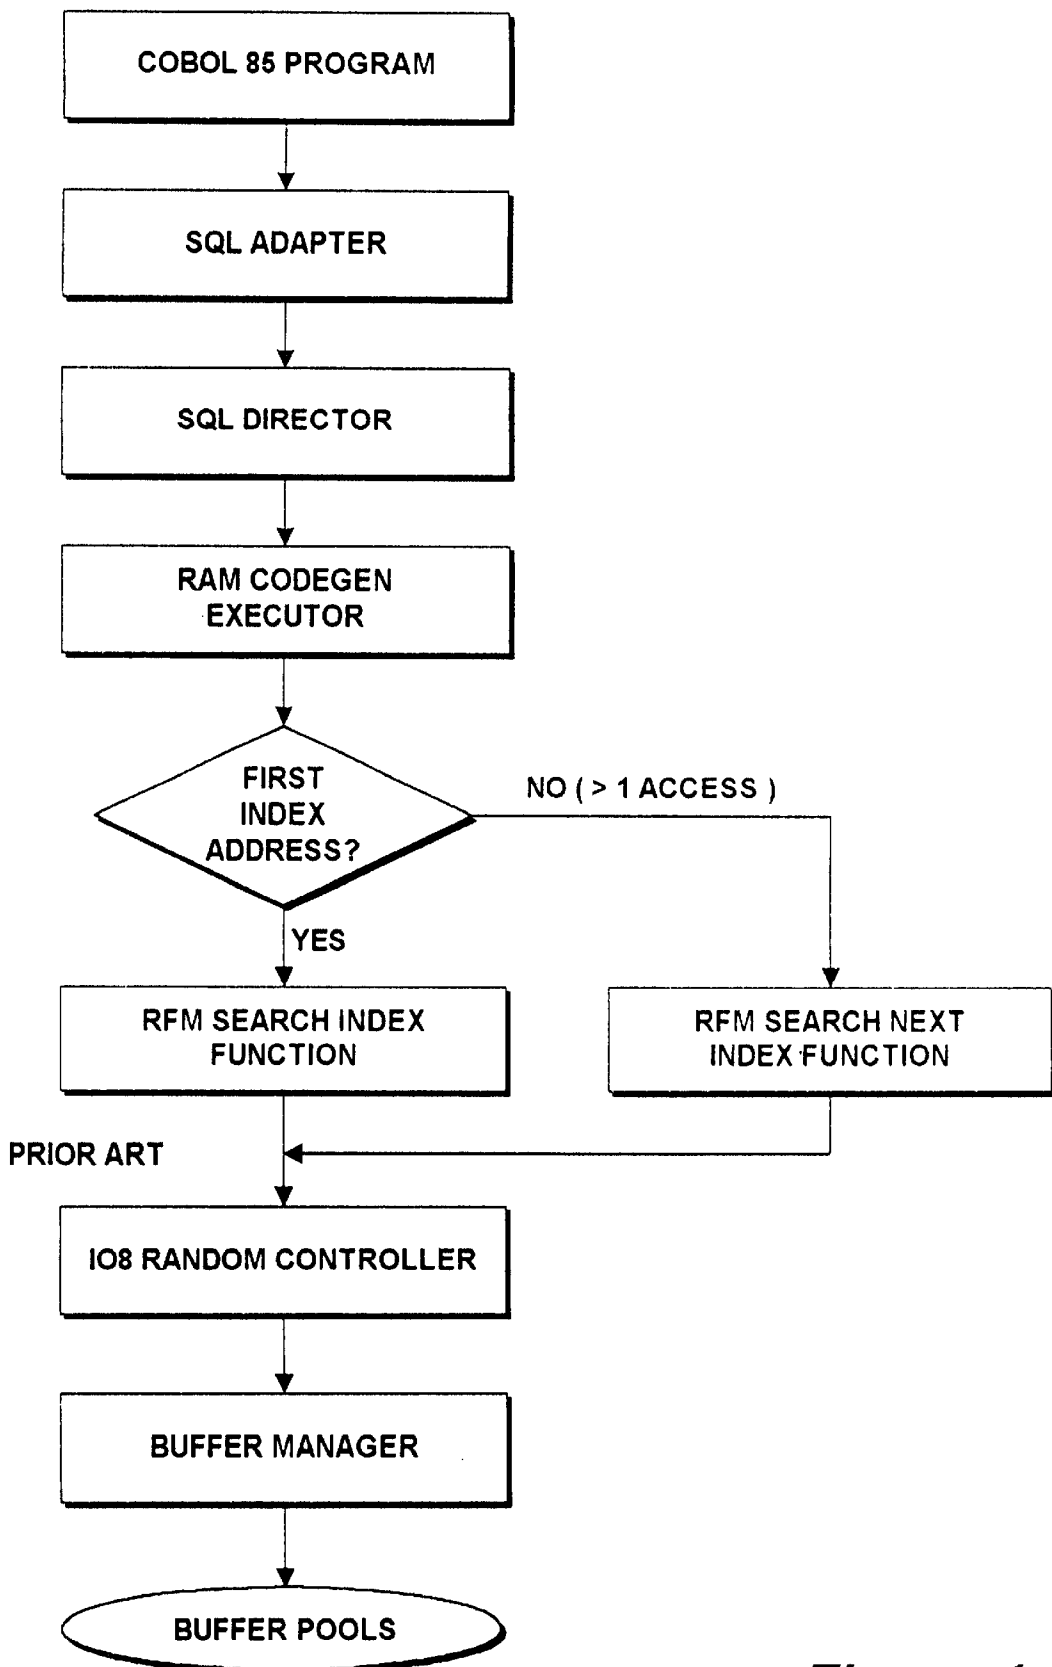 COBOL 85 PROGRAM
SQL ADAPTER
SQL DIRECTOR
RAM CODEGEN
EXECUTOR
FIRST
INDEX
ADDRESS?
NO ( > 1 ACCESS )
YES
RFM SEARCH INDEX
FUNCTION
RFM SEARCH NEXT
INDEX FUNCTION
PRIOR ART
IO8 RANDOM CONTROLLER
BUFFER MANAGER
BUFFER POOLS